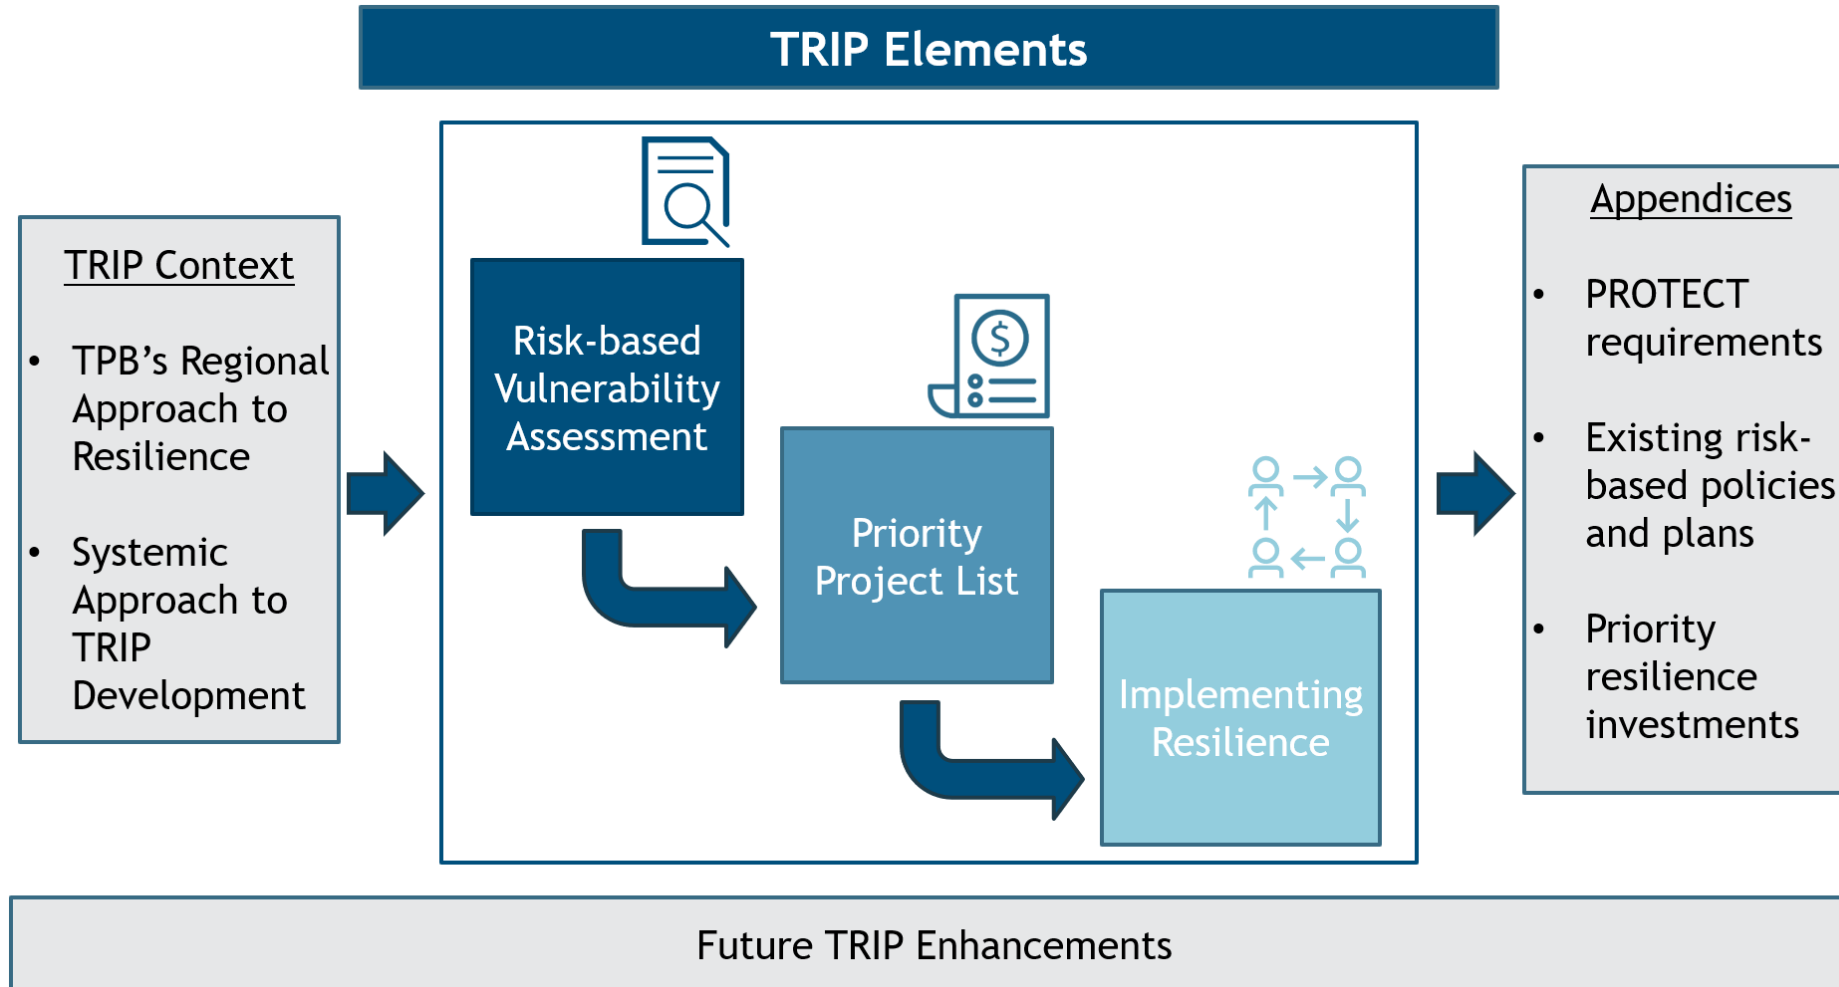 TRIP Elements
TRIP Context
• TPB's Regional
Approach to
Resilience
• Systemic
Approach to
TRIP
Development
Risk-based
Vulnerability
Assessment
$
Priority
Project List
Implementing
Resilience
Appendices
• PROTECT
requirements
• Existing risk-
based policies
and plans
• Priority
resilience
investments
Future TRIP Enhancements